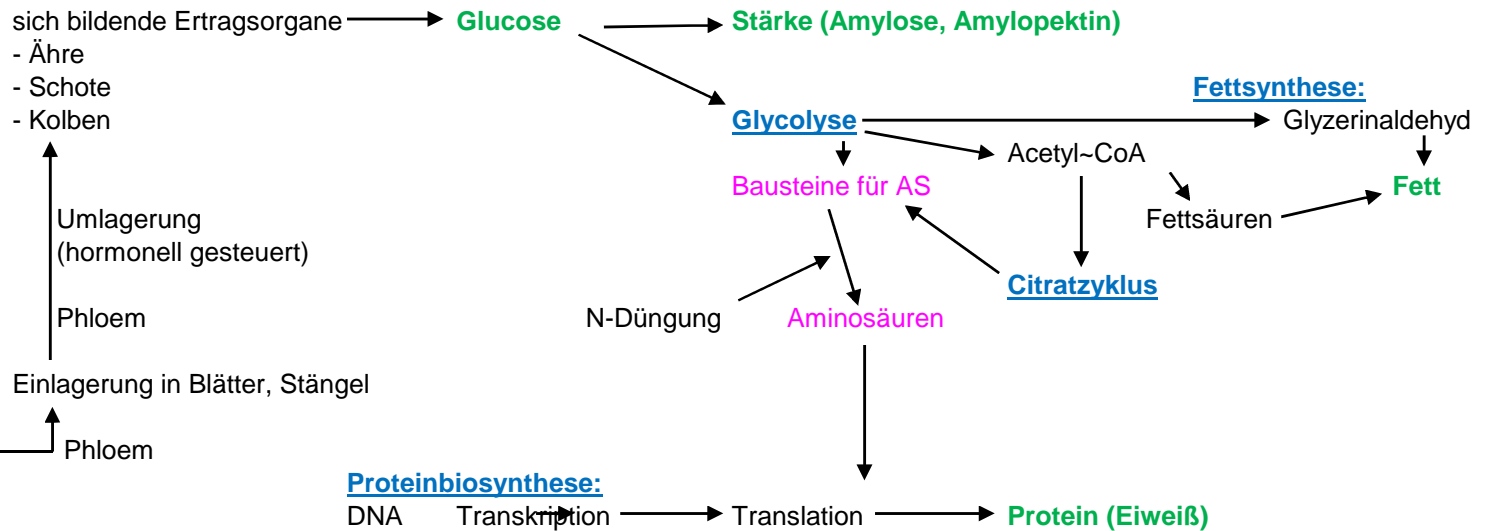 sich bildende Ertragsorgane Glucose Stärke (Amylose, Amylopektin)
- Ähre
- Schote
- Kolben
Fettsynthese:
Glycolyse Glyzerinaldehyd
Acetyl~CoA
Bausteine für AS Fett
Fettsäuren
Umlagerung
(hormonell gesteuert)
Citratzyklus
Phloem N-Düngung Aminosäuren
Einlagerung in Blätter, Stängel
Phloem
Proteinbiosynthese:
DNA Transkription Translation Protein (Eiweiß)